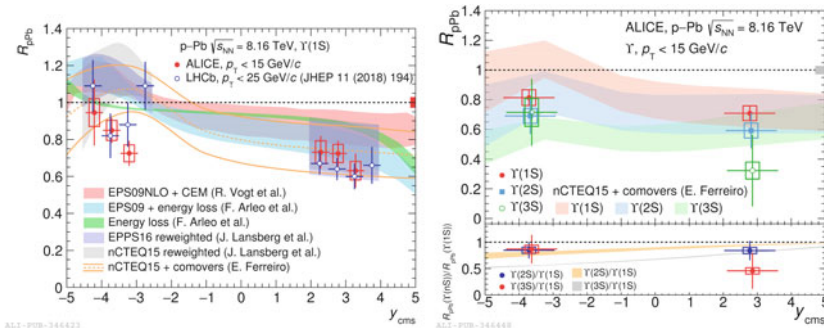 R_pPb
p–Pb √s_NN = 8.16 TeV, ϒ(1S)
ALICE, p_T < 15 GeV/c
LHCb, p_T < 25 GeV/c (JHEP 11 (2018) 194)
EPS09NLO + CEM (R. Vogt et al.)
EPS09 + energy loss (F. Arleo et al.)
Energy loss (F. Arleo et al.)
EPPS16 reweighted (J. Lansberg et al.)
nCTEQ15 reweighted (J. Lansberg et al.)
nCTEQ15 + comovers (E. Ferreiro)
1.4
1.2
1
0.8
0.6
0.4
0.2
0
−5 −4 −3 −2 −1 0 1 2 3 4 5
y_cms
ALI-PUB-346423
R_pPb
ALICE, p–Pb √s_NN = 8.16 TeV
ϒ, p_T < 15 GeV/c
1.4
1.2
1
0.8
0.6
0.4
0.2
ϒ(1S)
ϒ(2S) nCTEQ15 + comovers (E. Ferreiro)
ϒ(3S) ϒ(1S) ϒ(2S) ϒ(3S)
R_pPb(ϒ(nS))/R_pPb(ϒ(1S))
1
0.5
0
ϒ(2S)/ϒ(1S) ϒ(2S)/ϒ(1S)
ϒ(3S)/ϒ(1S) ϒ(3S)/ϒ(1S)
−5 −4 −3 −2 −1 0 1 2 3 4 5
y_cms